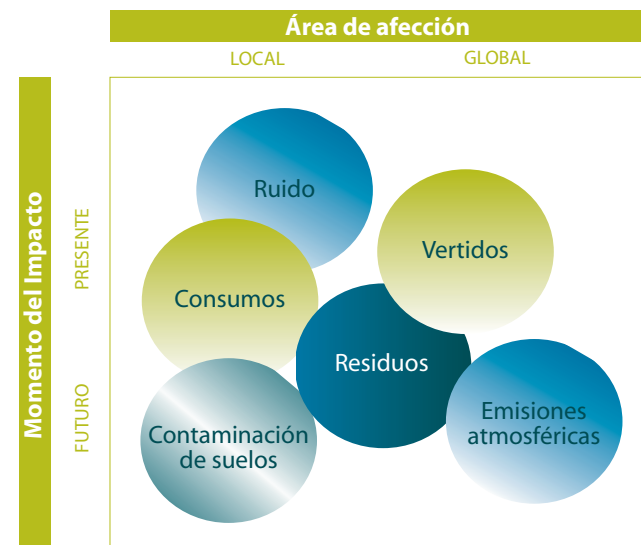 Área de afección
LOCAL
GLOBAL
Momento del Impacto
PRESENTE
FUTURO
Ruido
Vertidos
Consumos
Residuos
Emisiones
atmosféricas
Contaminación
de suelos